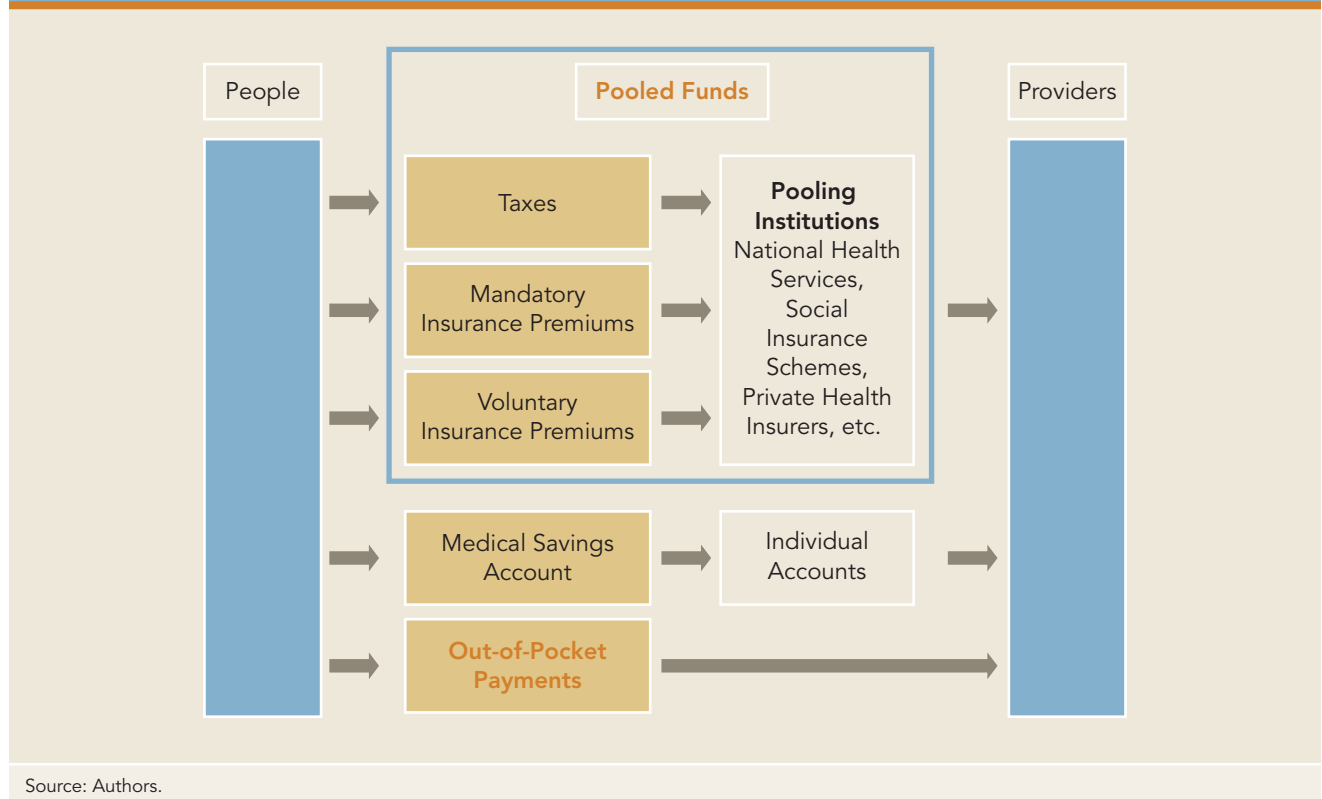 People
Pooled Funds
Providers
Taxes
Pooling
Institutions
National Health
Services,
Social
Insurance
Schemes,
Private Health
Insurers, etc.
Mandatory
Insurance Premiums
Voluntary
Insurance Premiums
Medical Savings
Account
Individual
Accounts
Out-of-Pocket
Payments
Source: Authors.